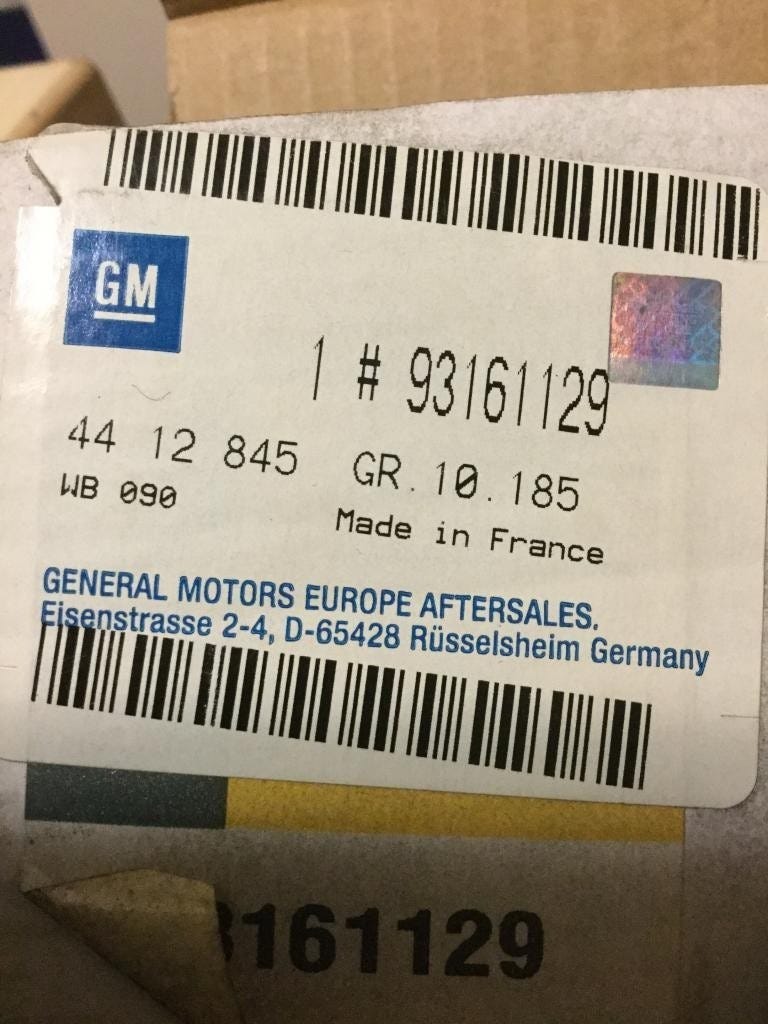 GM
1 # 93161129
44 12 845 GR.10.185
WB 090
Made in France
GENERAL MOTORS EUROPE AFTERSALES.
Eisenstrasse 2-4, D-65428 Rüsselsheim Germany
3161129